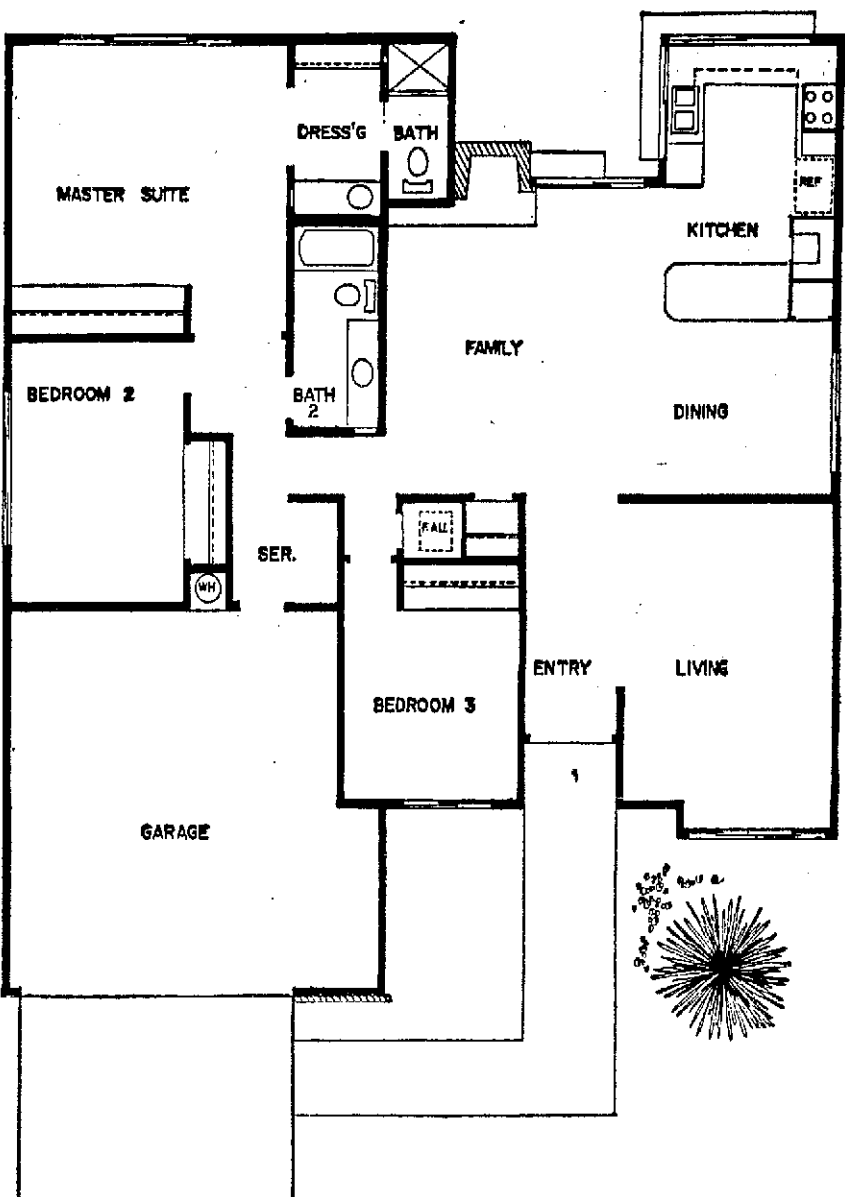 DRESS'G
BATH
MASTER SUITE
REF
KITCHEN
FAMILY
BEDROOM 2
BATH
2
DINING
F.A.U.
SER.
WH
ENTRY
LIVING
BEDROOM 3
GARAGE